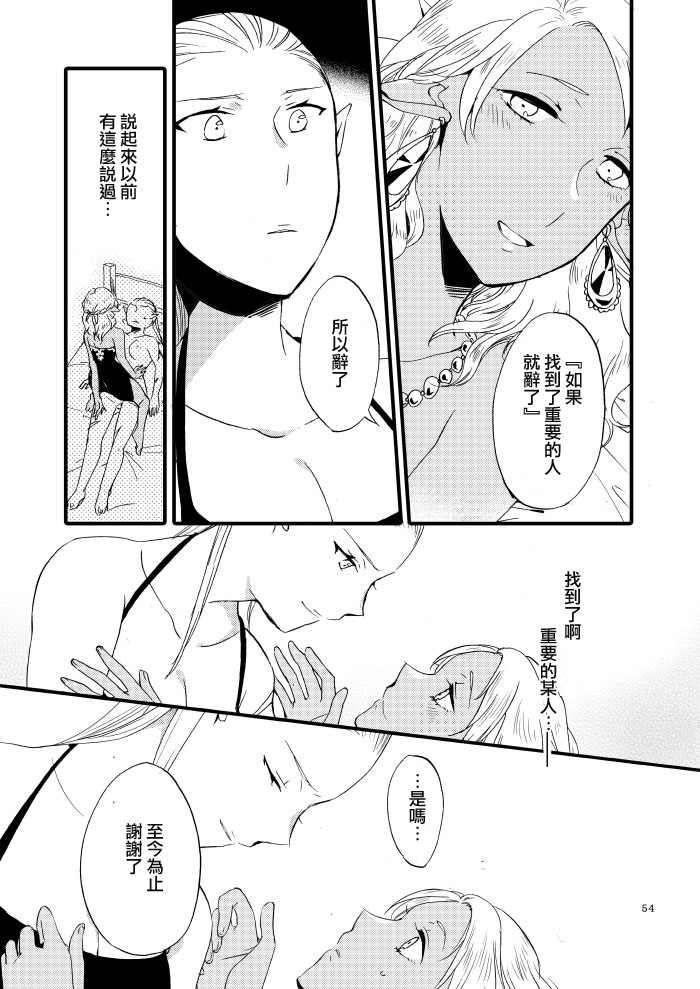 『如果
找到了重要的人
就辭了』
所以辭了
説起來以前
有這麼説過…
找到了啊
重要的某人…
…是嗎…
至今為止
謝謝了
54